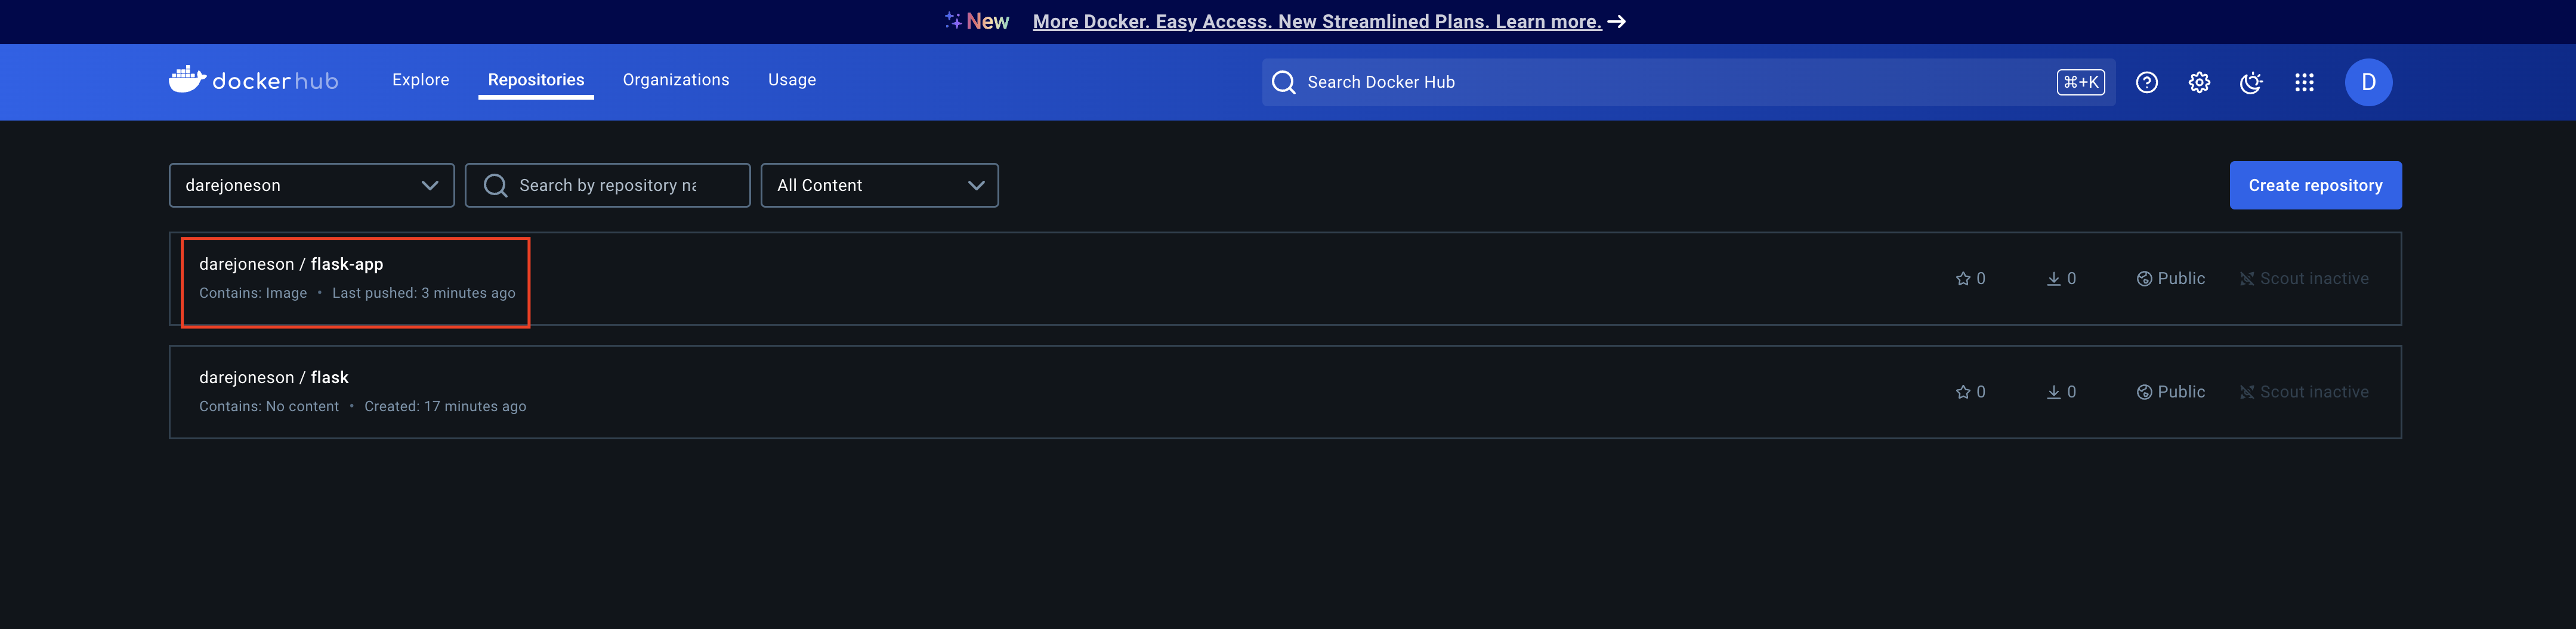 New More Docker. Easy Access. New Streamlined Plans. Learn more.
dockerhub Explore Repositories Organizations Usage Search Docker Hub ⌘+K D
darejoneson Search by repository na All Content Create repository
darejoneson / flask-app
Contains: Image • Last pushed: 3 minutes ago
0 0 Public Scout inactive
darejoneson / flask
Contains: No content • Created: 17 minutes ago
0 0 Public Scout inactive